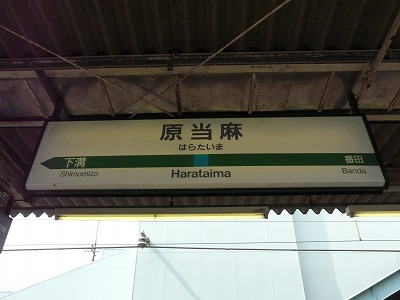 原当麻
はらたいま
下溝
Shimomizo
Harataima
番田
Banda